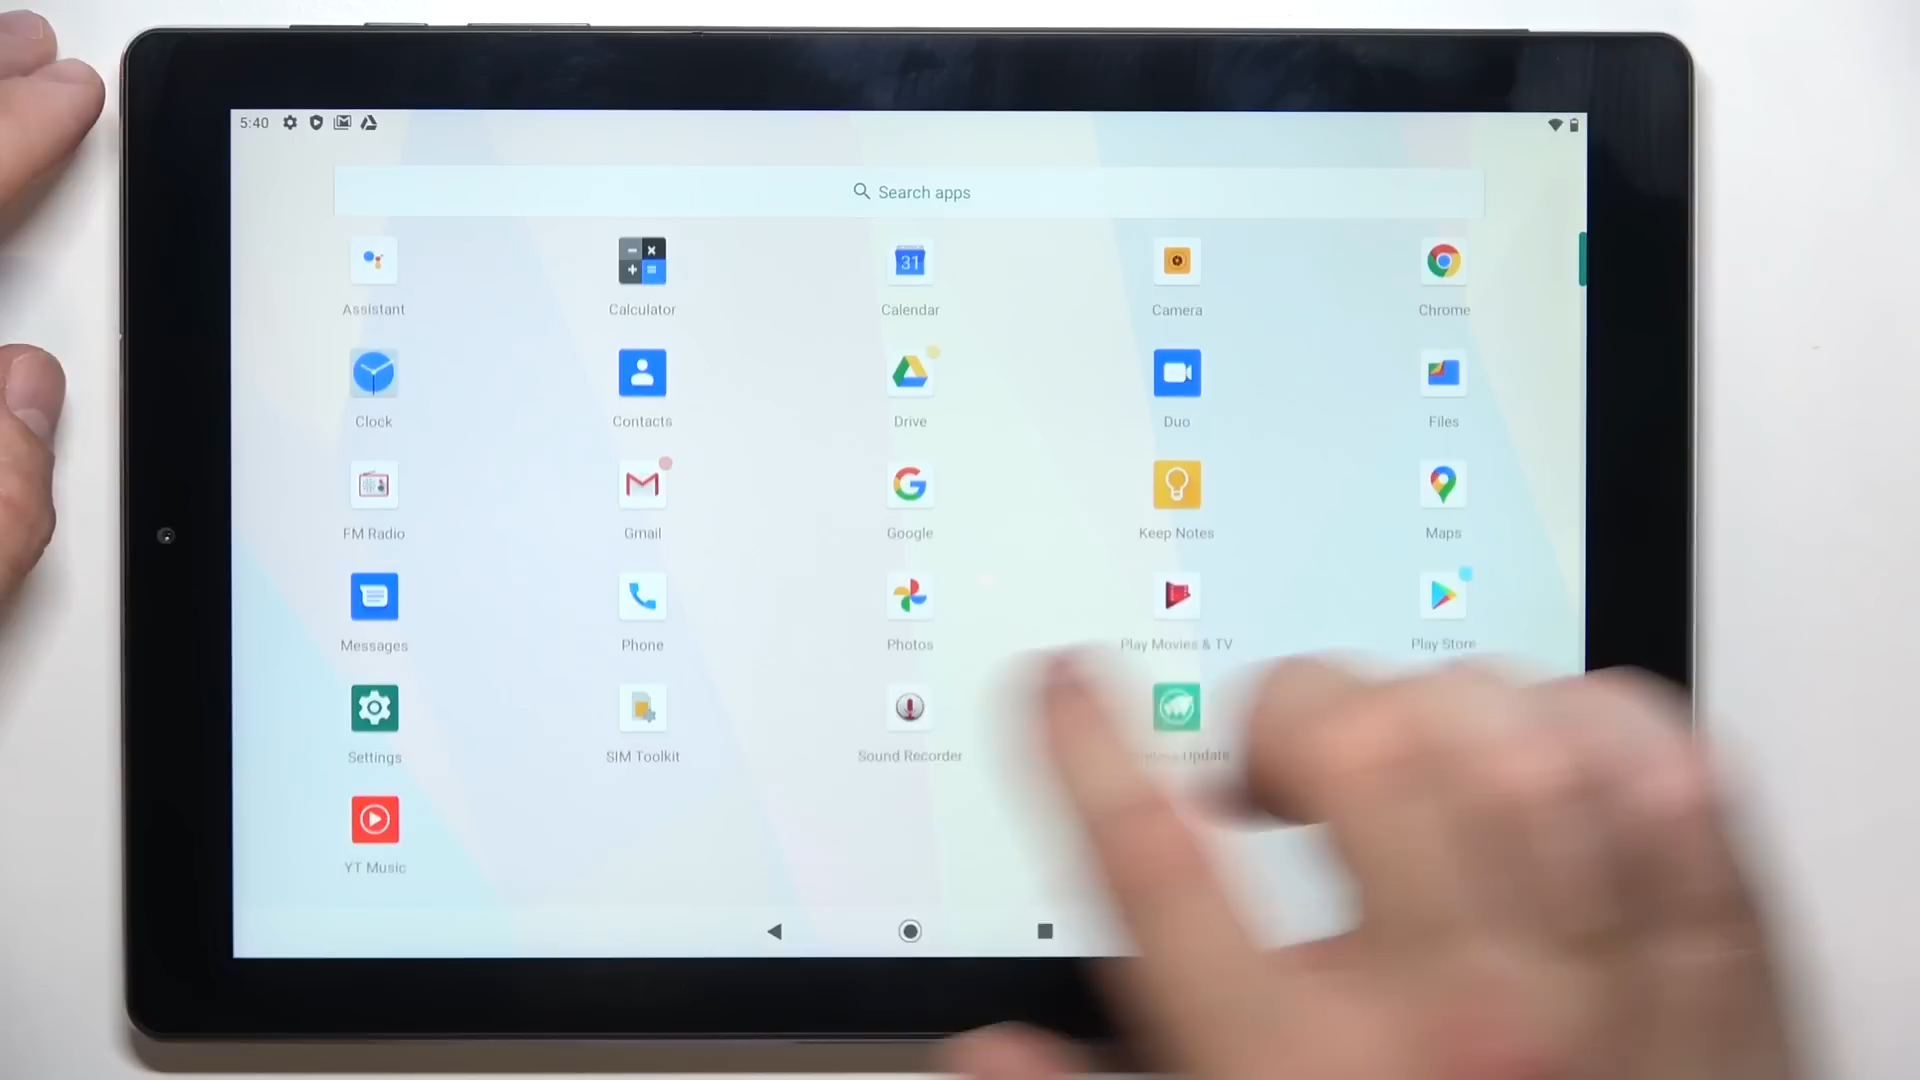 5:40
Search apps
31
Assistant Calculator Calendar Camera Chrome
Clock Contacts Drive Duo Files
FM Radio Gmail Google Keep Notes Maps
Messages Phone Photos Play Movies & TV Play Store
Settings SIM Toolkit Sound Recorder Update
YT Music